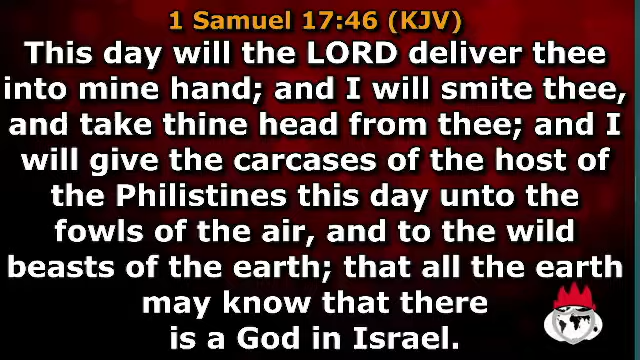 1 Samuel 17:46 (KJV)
This day will the LORD deliver thee
into mine hand; and I will smite thee,
and take thine head from thee; and I
will give the carcases of the host of
the Philistines this day unto the
fowls of the air, and to the wild
beasts of the earth; that all the earth
may know that there
is a God in Israel.